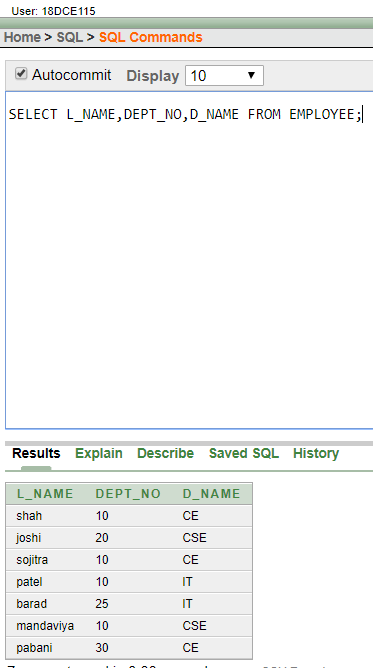 User: 18DCE115
Home > SQL > SQL Commands
Autocommit Display 10
SELECT L_NAME,DEPT_NO,D_NAME FROM EMPLOYEE;
Results Explain Describe Saved SQL History
L_NAME DEPT_NO D_NAME
shah 10 CE
joshi 20 CSE
sojitra 10 CE
patel 10 IT
barad 25 IT
mandaviya 10 CSE
pabani 30 CE